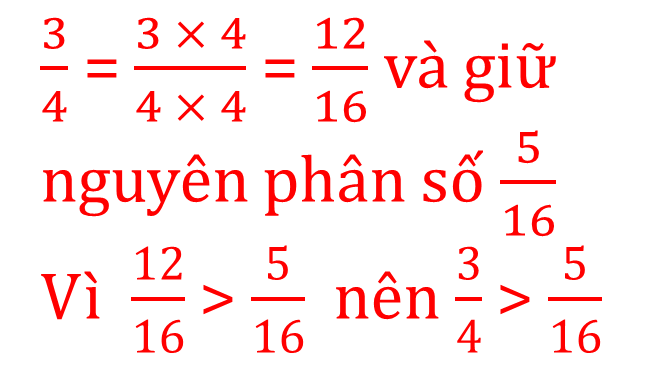 3/4 = 3 × 4/4 × 4 = 12/16 và giữ
nguyên phân số 5/16
Vì 12/16 > 5/16 nên 3/4 > 5/16